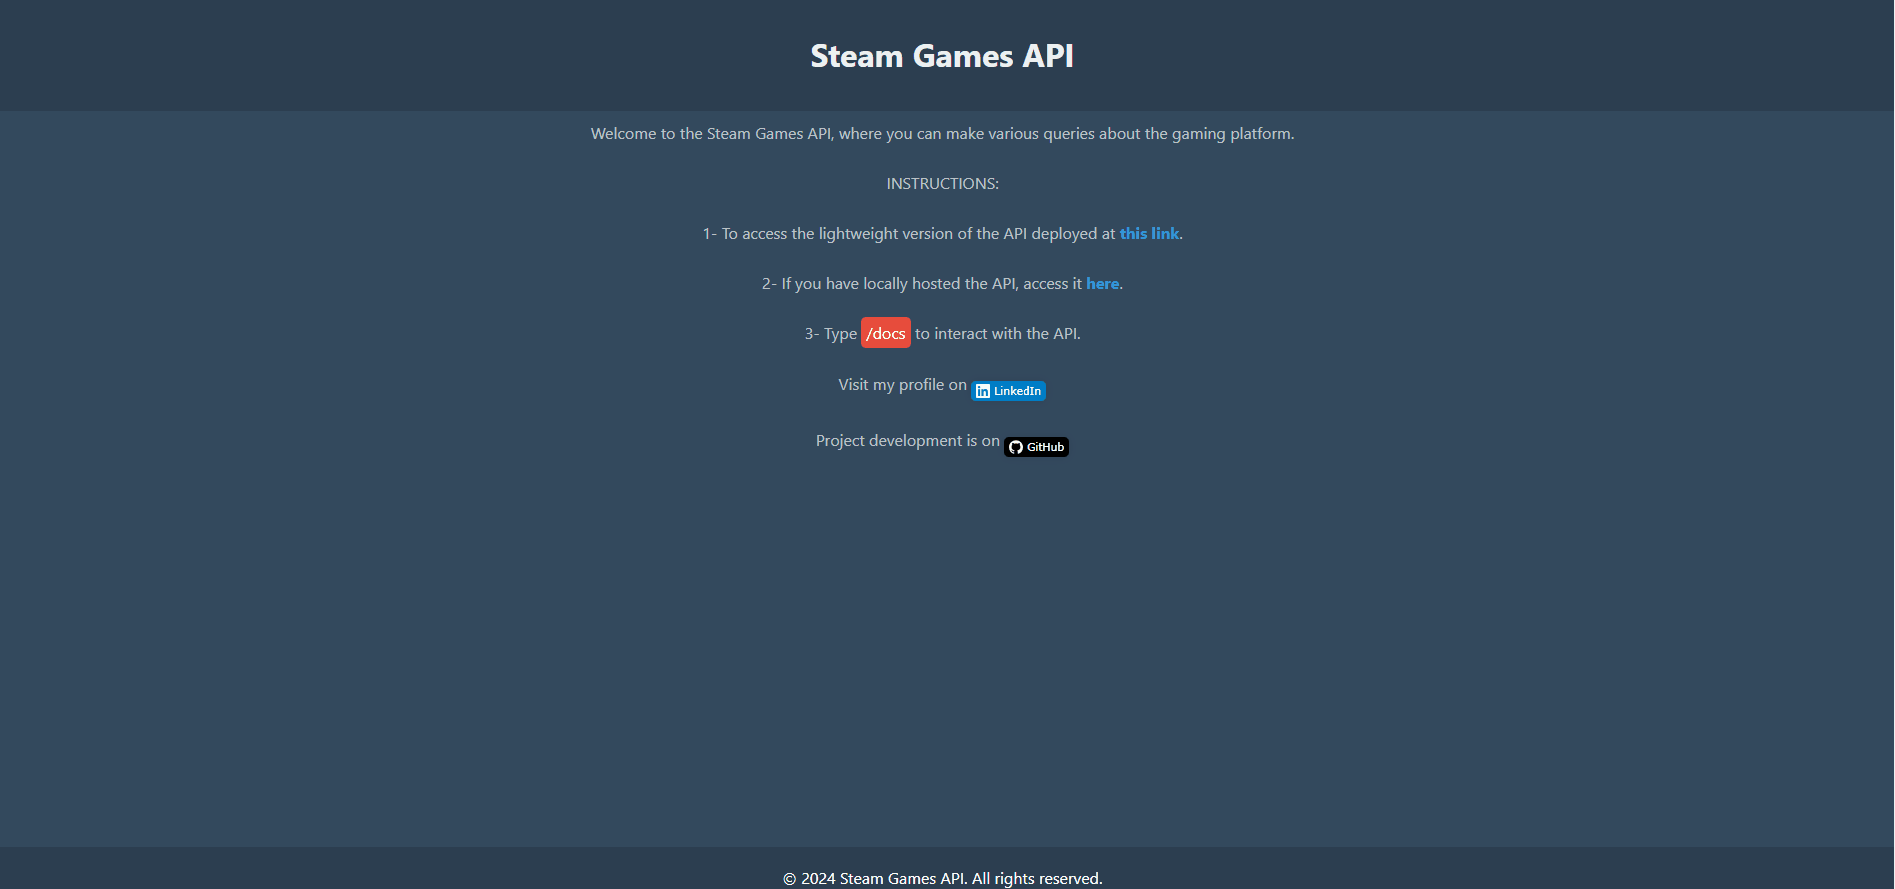 Steam Games API
Welcome to the Steam Games API, where you can make various queries about the gaming platform.
INSTRUCTIONS:
1- To access the lightweight version of the API deployed at this link.
2- If you have locally hosted the API, access it here.
3- Type /docs to interact with the API.
Visit my profile on LinkedIn
Project development is on GitHub
© 2024 Steam Games API. All rights reserved.